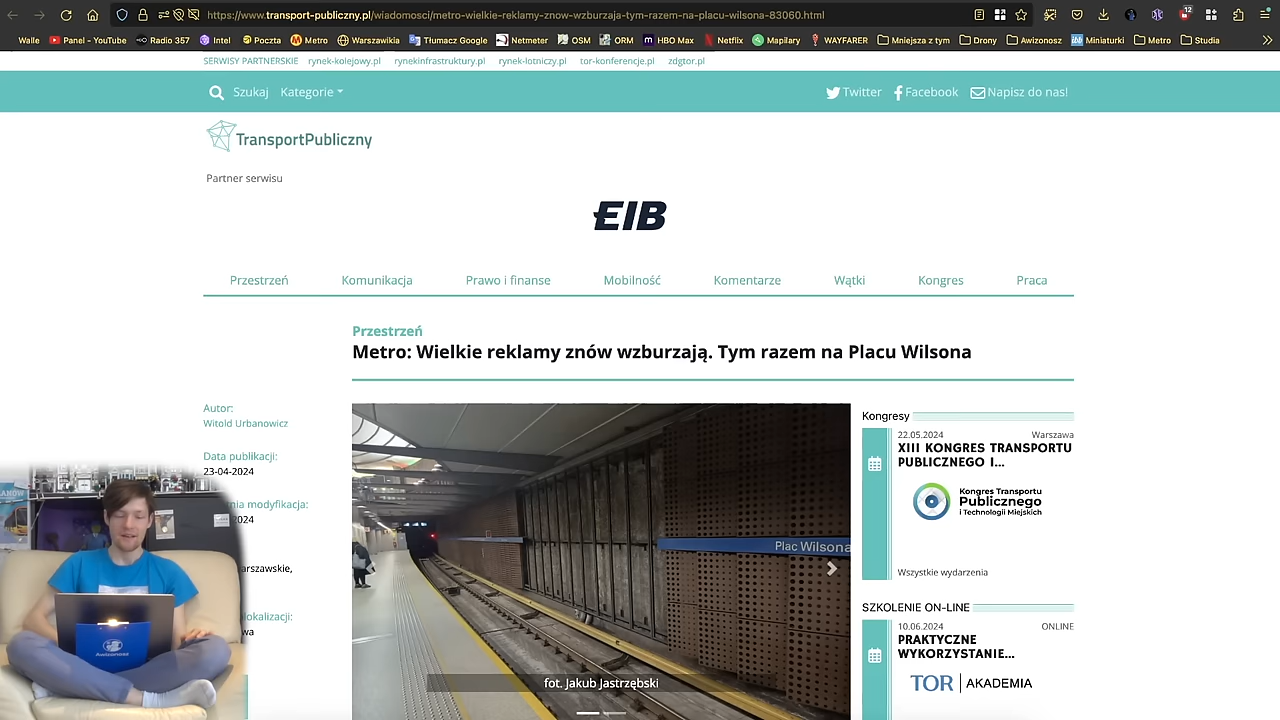 https://www.transport-publiczny.pl/wiadomosci/metro-wielkie-reklamy-znow-wzburzaja-tym-razem-na-placu-wilsona-83060.html
12
Walle Panel - YouTube Radio 357 Intel Poczta Metro Warszawikia Tłumacz Google Netmeter OSM ORM HBO Max Netflix Mapilary WAYFARER Mniejsza z tym Drony Awizonosz Miniaturki Metro Studia
SERWISY PARTNERSKIE rynek-kolejowy.pl rynekinfrastruktury.pl rynek-lotniczy.pl tor-konferencje.pl zdgtor.pl
Szukaj Kategorie Twitter Facebook Napisz do nas!
TransportPubliczny
Partner serwisu
EIB
Przestrzeń Komunikacja Prawo i finanse Mobilność Komentarze Wątki Kongres Praca
Przestrzeń
Metro: Wielkie reklamy znów wzburzają. Tym razem na Placu Wilsona
Autor:
Witold Urbanowicz
Data publikacji:
23-04-2024
nia modyfikacja:
2024
arszawskie,
lokalizacji:
wa
Plac Wilsona
fot. Jakub Jastrzębski
Kongresy
22.05.2024 Warszawa
XIII KONGRES TRANSPORTU
PUBLICZNEGO I...
Kongres Transportu
Publicznego
i Technologii Miejskich
Wszystkie wydarzenia
SZKOLENIE ON-LINE
10.06.2024 ONLINE
PRAKTYCZNE
WYKORZYSTANIE...
TOR AKADEMIA
Awizonosz